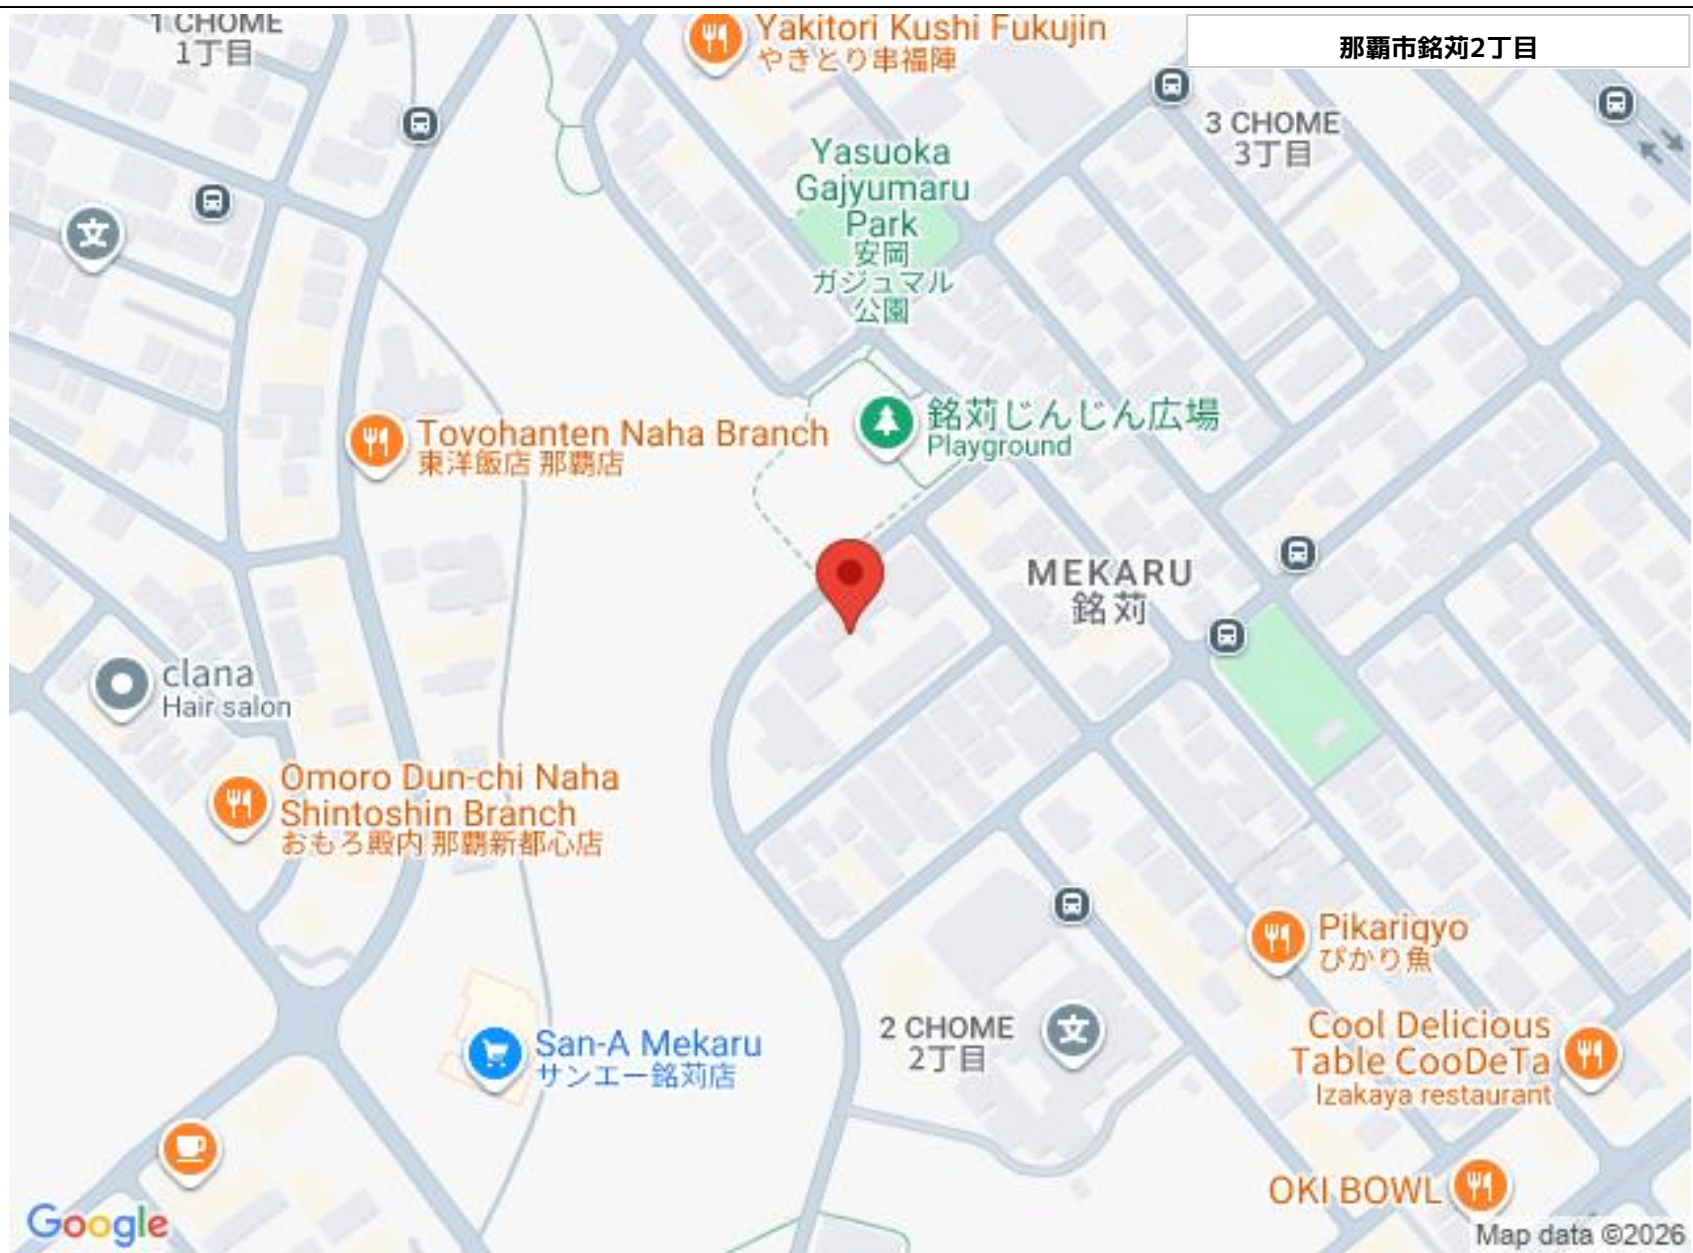 1 CHOME
1丁目
Yakitori Kushi Fukujin
やきとり串福陣
那覇市銘苅2丁目
3 CHOME
3丁目
Yasuoka
Gajyumaru
Park
安岡
ガジュマル
公園
文
銘苅じんじん広場
Playground
Toyohanten Naha Branch
東洋飯店 那覇店
MEKARU
銘苅
clana
Hair salon
Omoro Dun-chi Naha
Shintoshin Branch
おもろ殿内 那覇新都心店
Pikarigyo
ぴかり魚
2 CHOME
2丁目
文
San-A Mekaru
サンエー銘苅店
Cool Delicious
Table CooDeTa
Izakaya restaurant
OKI BOWL
Google
Map data ©2026